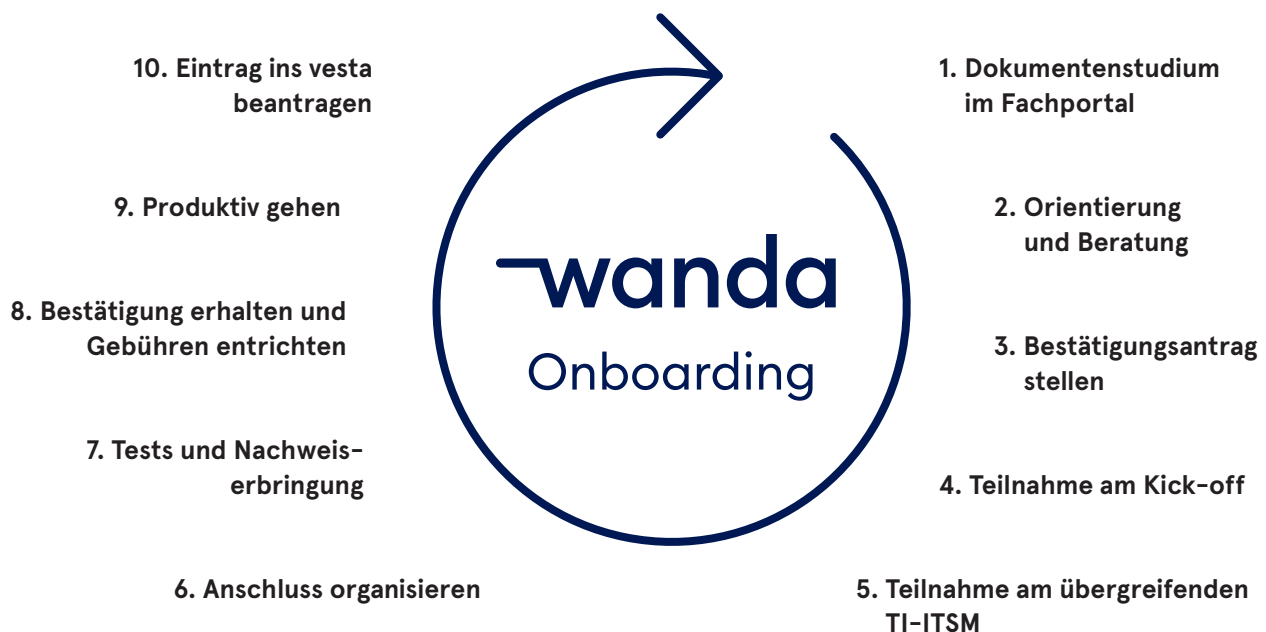 1. Dokumentenstudium
im Fachportal
2. Orientierung
und Beratung
3. Bestätigungsantrag
stellen
4. Teilnahme am Kick-off
5. Teilnahme am übergreifenden
TI-ITSM
6. Anschluss organisieren
7. Tests und Nachweis-
erbringung
8. Bestätigung erhalten und
Gebühren entrichten
9. Produktiv gehen
10. Eintrag ins vesta
beantragen
wanda
Onboarding